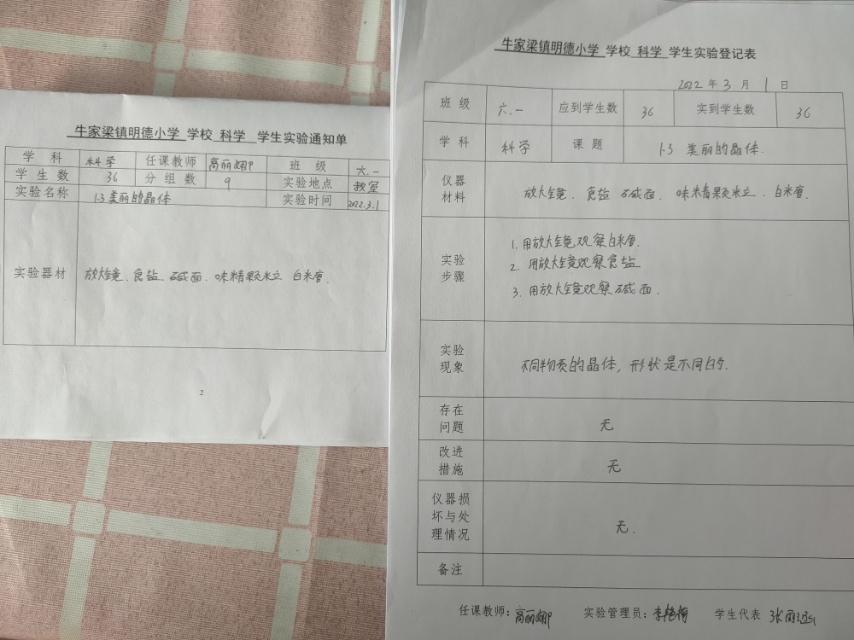 牛家梁镇明德小学 学校 科学 学生实验通知单
学科 科学 任课教师 高丽娜 班级 六.一
学生数 36 分组数 9 实验地点 教室
实验名称 1.3 美丽的晶体 实验时间 2022.3.1
实验器材 放大镜、食盐 碱面、味精颗粒 白米糖.
2
牛家梁镇明德小学 学校 科学 学生实验登记表
2022 年 3 月 1 日
班级 六.一 应到学生数 36 实到学生数 36
学科 科学 课题 1.3 美丽的晶体.
仪器材料 放大镜、食盐 碱面、味精颗粒、白
实验步骤 1.用放大镜观察白
2.用放大镜观察食盐
3.用放大镜观察碱面.
实验现象 不同物质的晶体,形状是不同的.
存在问题 无
改进措施 无
仪器损坏与处理情况 无.
备注
任课教师: 高丽 实验管理员: 学生代表 张雨